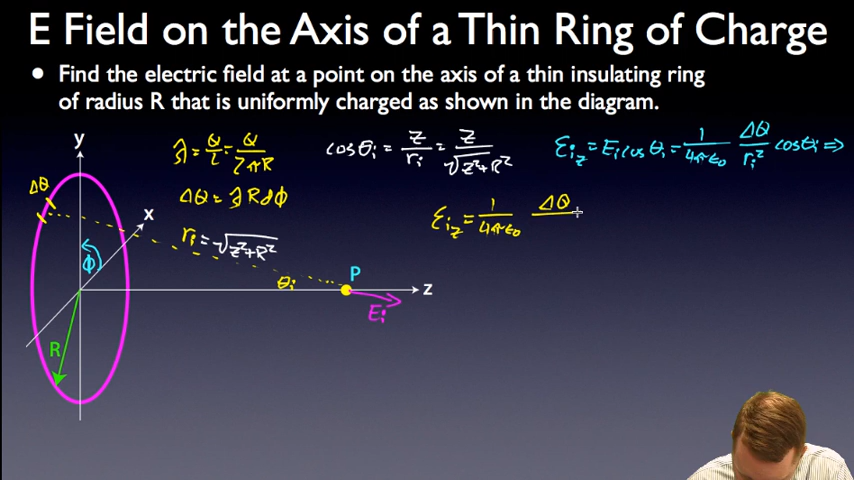 E Field on the Axis of a Thin Ring of Charge
• Find the electric field at a point on the axis of a thin insulating ring
of radius R that is uniformly charged as shown in the diagram.
y
λ = Q/L = Q/2πR
cosθi = z/ri = z/√z²+R²
Eiz = Ei cosθi = 1/4πε₀ ΔQ/ri² cosθi ⇒
ΔQ
x
ΔQ = λRdΦ
Eiz = 1/4πε₀ ΔQ
ri = √z²+R²
Φ
θi
P
z
Ei
R